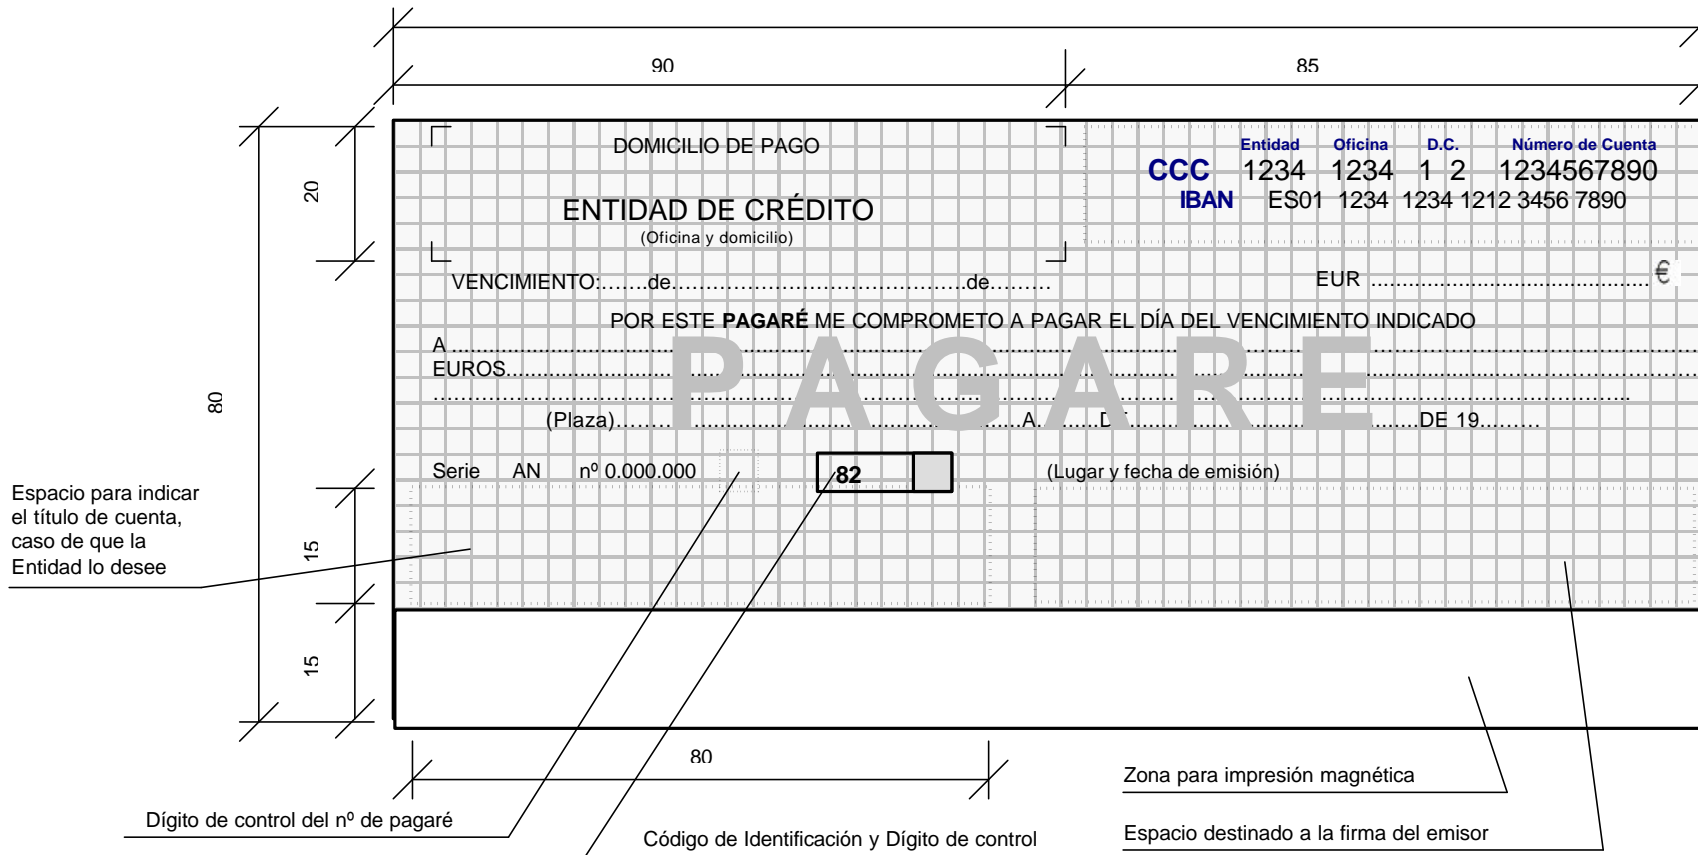 90
85
DOMICILIO DE PAGO
Entidad Oficina D.C. Número de Cuenta
CCC 1234 1234 1 2 1234567890
20
ENTIDAD DE CRÉDITO
IBAN ES01 1234 1234 1212 3456 7890
(Oficina y domicilio)
VENCIMIENTO:.......de..........................................de.........
EUR ............................................. €
POR ESTE PAGARÉ ME COMPROMETO A PAGAR EL DÍA DEL VENCIMIENTO INDICADO
A..........
EUROS..........
PAGARÉ
80
(Plaza)..........A..........DE..........DE 19.........
Serie AN nº 0.000.000
82
(Lugar y fecha de emisión)
Espacio para indicar
el título de cuenta,
caso de que la
Entidad lo desee
15
15
80
Zona para impresión magnética
Dígito de control del nº de pagaré
Código de Identificación y Dígito de control
Espacio destinado a la firma del emisor